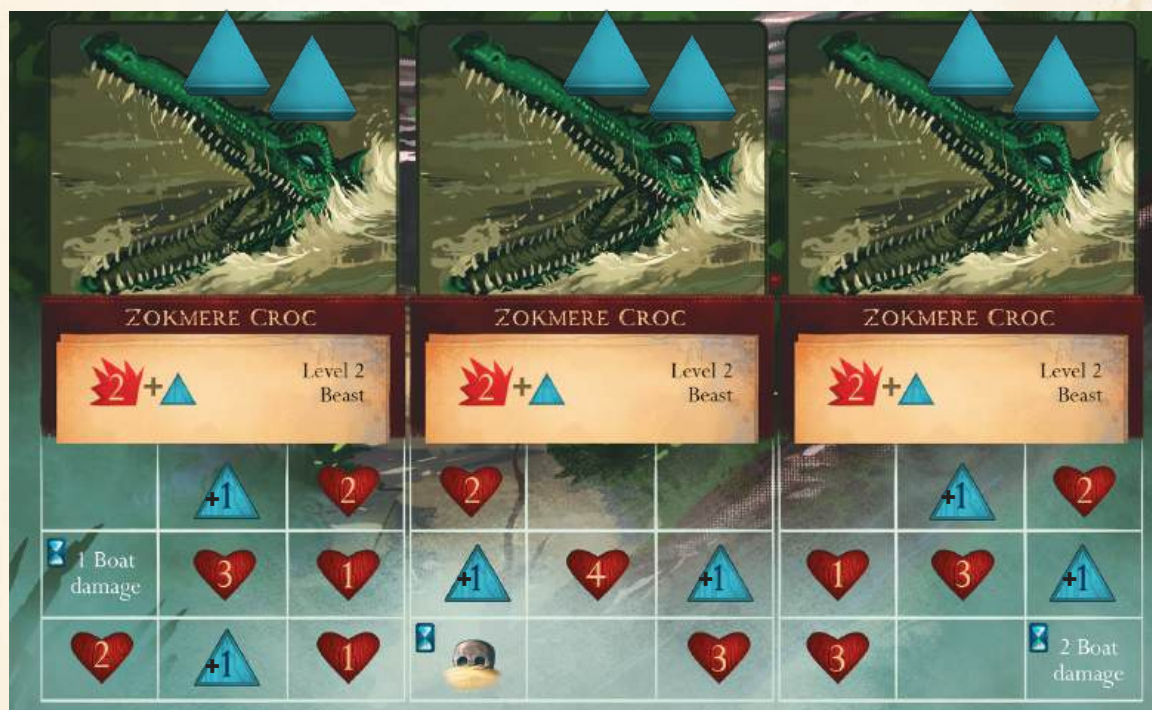 ZOKMERE CROC ZOKMERE CROC ZOKMERE CROC
2+ Level 2 2+ Level 2 2+ Level 2
Beast Beast Beast
+1 2 2 +1 2
1 Boat
damage 3 1 +1 4 +1 1 3 +1
2 +1 1 3 3 2 Boat
damage